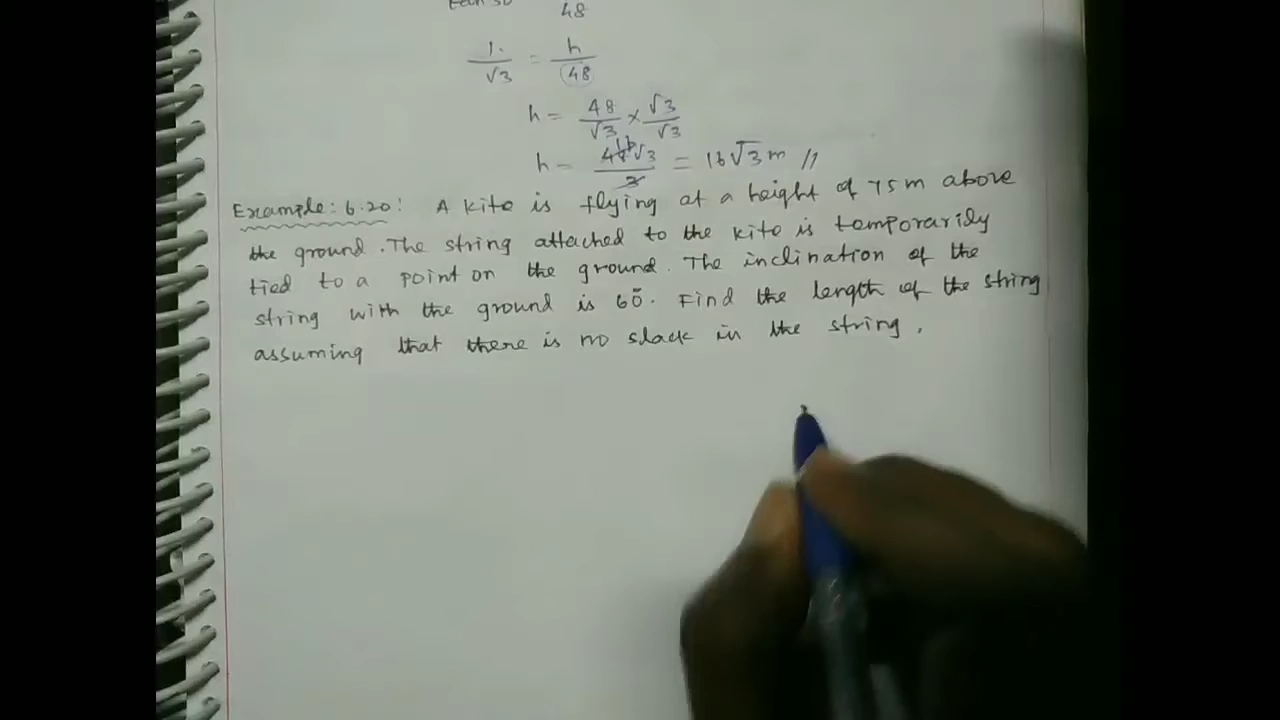 48
1 / √3 = h / 48
h = 48 / √3 × √3 / √3
h = 48√3 / 3 = 16√3 m //
Example: 6.20: A kite is flying at a height of 75m above
the ground. The string attached to the kite is temporaridy
tied to a point on the ground. The inclination of the
string with the ground is 60°. Find the length of the string
assuming that there is no slack in the string.